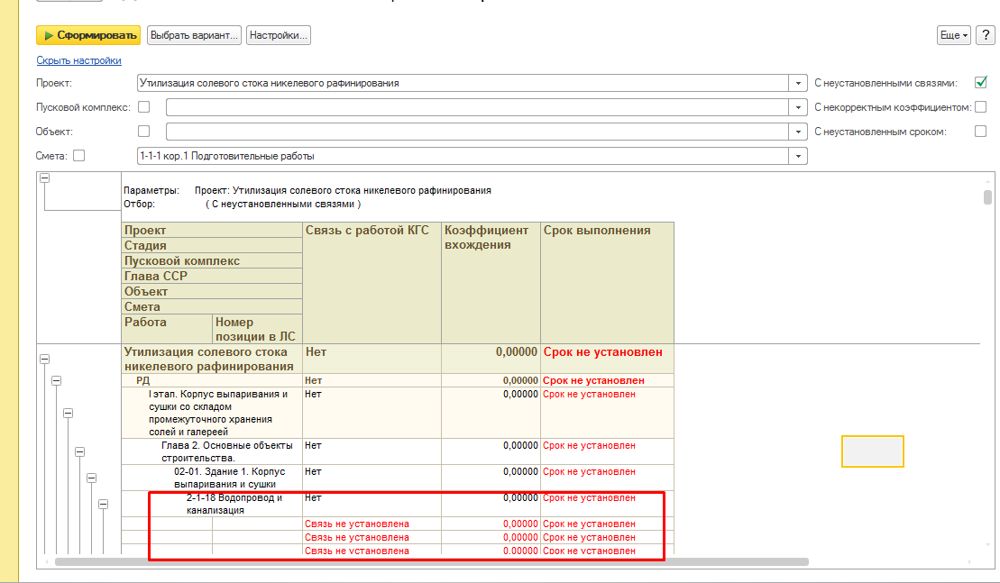 Сформировать Выбрать вариант... Настройки... Еще ?
Скрыть настройки
Проект: Утилизация солевого стока никелевого рафинирования С неустановленными связями:
Пусковой комплекс: С некорректным коэффициентом:
Объект: С неустановленным сроком:
Смета: 1-1-1 кор.1 Подготовительные работы
Параметры: Проект: Утилизация солевого стока никелевого рафинирования
Отбор: ( С неустановленными связями )
Проект Связь с работой КГС Коэффициент Срок выполнения
вхождения
Стадия
Пусковой комплекс
Глава ССР
Объект
Смета
Работа Номер
позиции в ЛС
Утилизация солевого стока Нет 0,00000 Срок не установлен
никелевого рафинирования
РД Нет 0,00000 Срок не установлен
I этап. Корпус выпаривания и Нет 0,00000 Срок не установлен
сушки со складом
промежуточного хранения
солей и галереей
Глава 2. Основные объекты Нет 0,00000 Срок не установлен
строительства.
02-01. Здание 1. Корпус Нет 0,00000 Срок не установлен
выпаривания и сушки
2-1-18 Водопровод и Нет 0,00000 Срок не установлен
канализация
Связь не установлена 0,00000 Срок не установлен
Связь не установлена 0,00000 Срок не установлен
Связь не установлена 0,00000 Срок не установлен